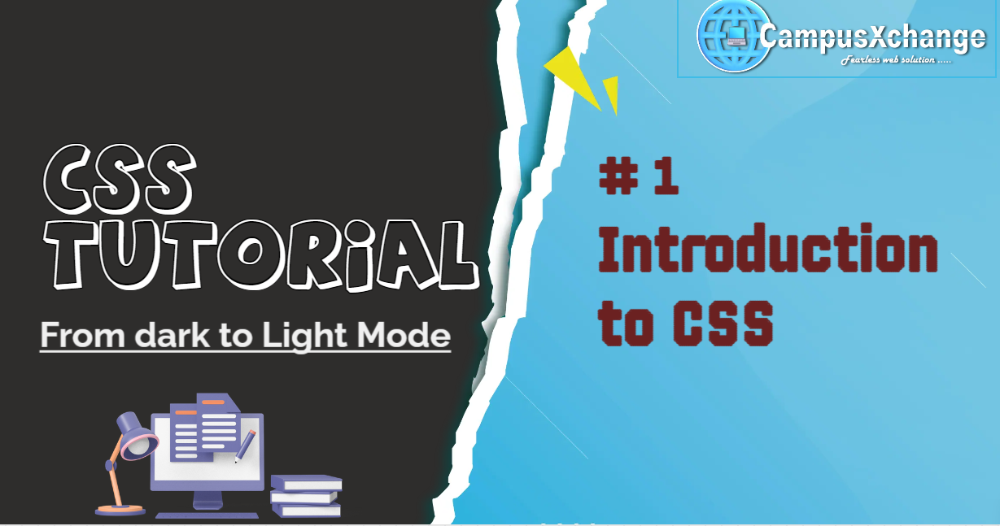 CSS
TUTORiAL
From dark to Light Mode
CampusXchange
Fearless web solution .....
# 1
Introduction
to CSS